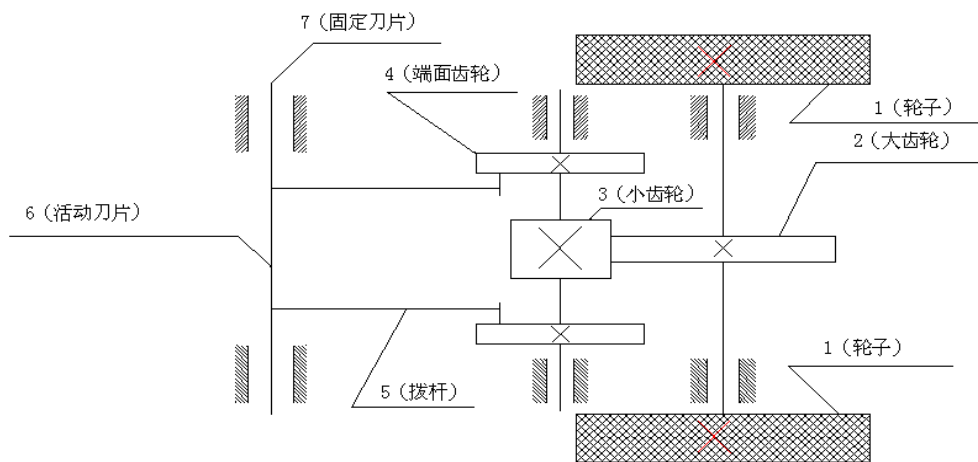 7（固定刀片）
4（端面齿轮）
1（轮子）
2（大齿轮）
3（小齿轮）
6（活动刀片）
1（轮子）
5（拨杆）